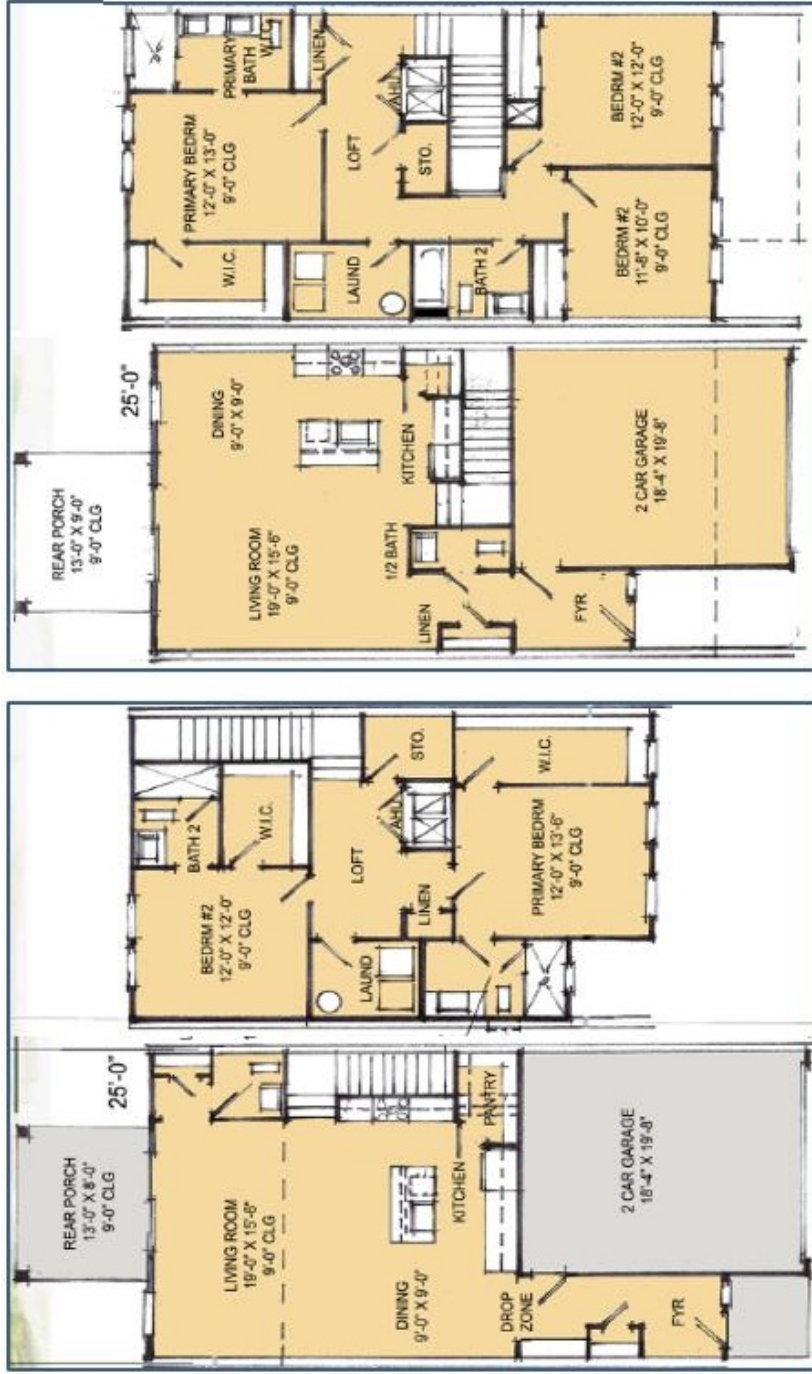 REAR PORCH
13'-0" X 8'-0"
9'-0" CLG
25'-0"
LIVING ROOM
19'-0" X 15'-6"
9'-0" CLG
DINING
9'-0" X 9'-0"
KITCHEN
PANTRY
DROP
ZONE
FYR
2 CAR GARAGE
18'-4" X 19'-8"
BEDRM #2
12'-0" X 12'-0"
9'-0" CLG
BATH 2
W.I.C.
LOFT
LAUND
AHU
STO.
LINEN
PRIMARY BEDRM
12'-0" X 13'-6"
9'-0" CLG
W.I.C.
REAR PORCH
13'-0" X 9'-0"
9'-0" CLG
25'-0"
LIVING ROOM
19'-0" X 15'-6"
9'-0" CLG
DINING
9'-0" X 9'-0"
KITCHEN
1/2 BATH
LINEN
FYR
2 CAR GARAGE
18'-4" X 19'-8"
PRIMARY BEDRM
12'-0" X 13'-0"
9'-0" CLG
PRIMARY
BATH
W.I.C.
W.I.C.
LINEN
LOFT
LAUND
AHU
STO.
BATH 2
BEDRM #2
11'-8" X 10'-0"
9'-0" CLG
BEDRM #2
12'-0" X 12'-0"
9'-0" CLG